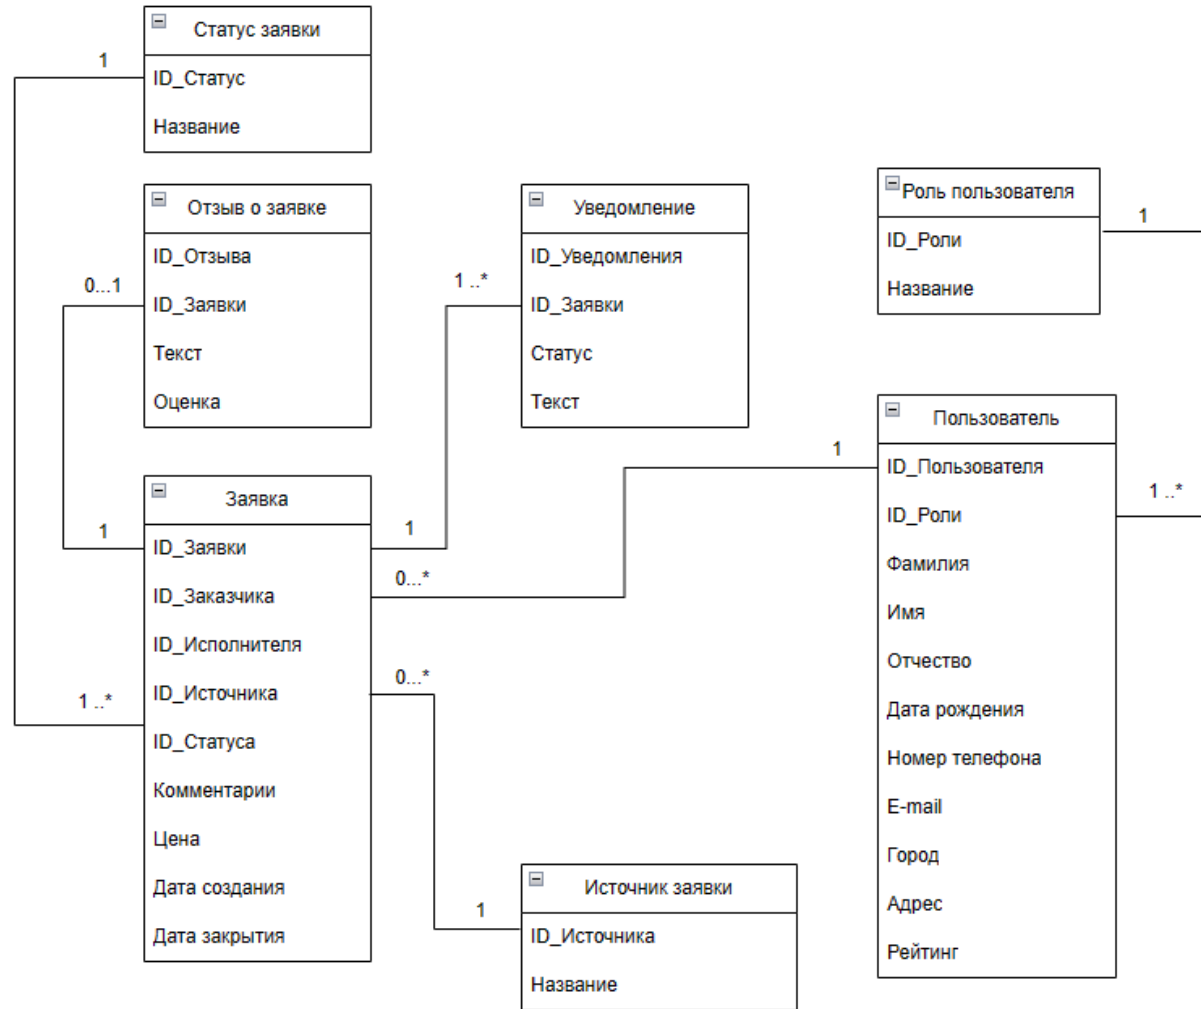 Статус заявки
1
ID_Статус
Название
Отзыв о заявке
ID_Отзыва
0...1
ID_Заявки
Текст
Оценка
Уведомление
ID_Уведомления
1 ..*
ID_Заявки
Статус
Текст
Роль пользователя
1
ID_Роли
Название
Заявка
1
ID_Заявки
1
ID_Заказчика
0...*
ID_Исполнителя
ID_Источника
0...*
1 ..*
ID_Статуса
Комментарии
Цена
Дата создания
Дата закрытия
Пользователь
1
ID_Пользователя
ID_Роли
1 ..*
Фамилия
Имя
Отчество
Дата рождения
Номер телефона
E-mail
Город
Адрес
Рейтинг
Источник заявки
1
ID_Источника
Название